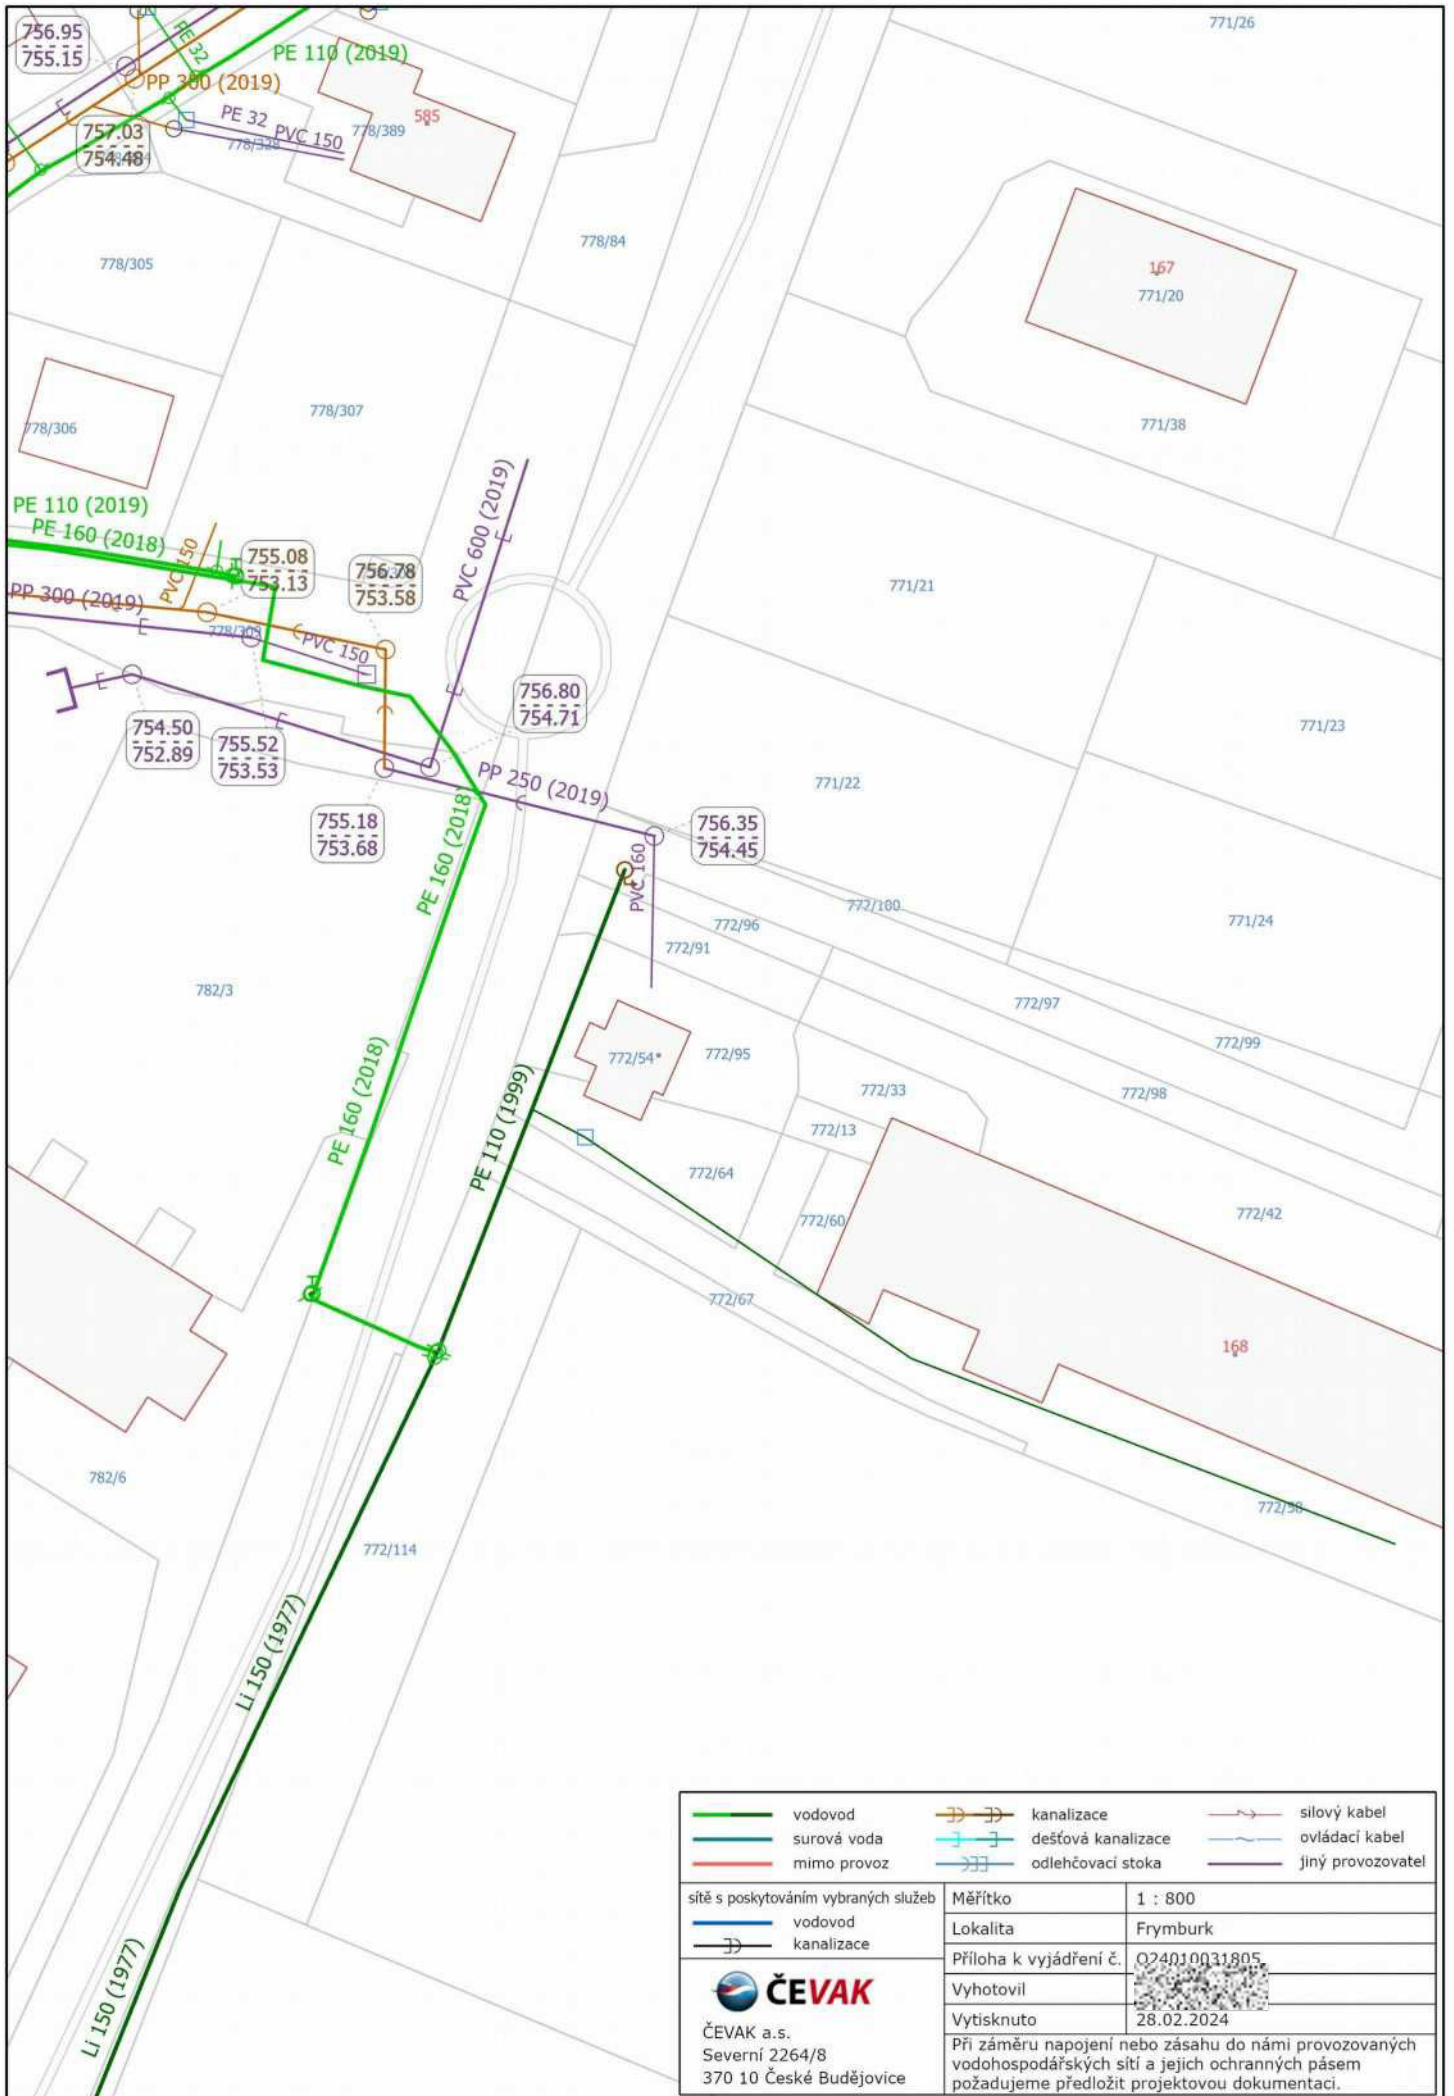 756.95
755.15
PE 32
PE 110 (2019)
PP 300 (2019)
771/26
757.03
754.48
PE 32
PVC 150
778/328
778/389
585
778/305
778/84
167
771/20
778/307
778/306
771/38
PE 110 (2019)
PE 160 (2018)
PVC 150
755.08
753.13
756.78
753.58
PVC 600 (2019)
771/21
PP 300 (2019)
PVC 150
756.80
754.71
754.50
752.89
755.52
753.53
771/23
771/22
PP 250 (2019)
755.18
753.68
756.35
754.45
PE 160 (2018)
PVC 160
772/100
772/96
771/24
772/91
782/3
772/97
772/54
772/95
772/99
PE 160 (2018)
PE 110 (1999)
772/33
772/98
772/13
772/64
772/60
772/42
772/67
168
782/6
772/58
772/114
Li 150 (1977)
Li 150 (1977)
vodovod
kanalizace
silový kabel
surová voda
dešťová kanalizace
ovládací kabel
mimo provoz
odlehčovací stoka
jiný provozovatel
sítě s poskytováním vybraných služeb
vodovod
kanalizace
Měřítko 1 : 800
Lokalita Frymburk
Příloha k vyjádření č. O24010031805
Vyhotovil
Vytisknuto 28.02.2024
ČEVAK
ČEVAK a.s.
Severní 2264/8
370 10 České Budějovice
Při záměru napojení nebo zásahu do námi provozovaných
vodohospodářských sítí a jejich ochranných pásem
požadujeme předložit projektovou dokumentaci.